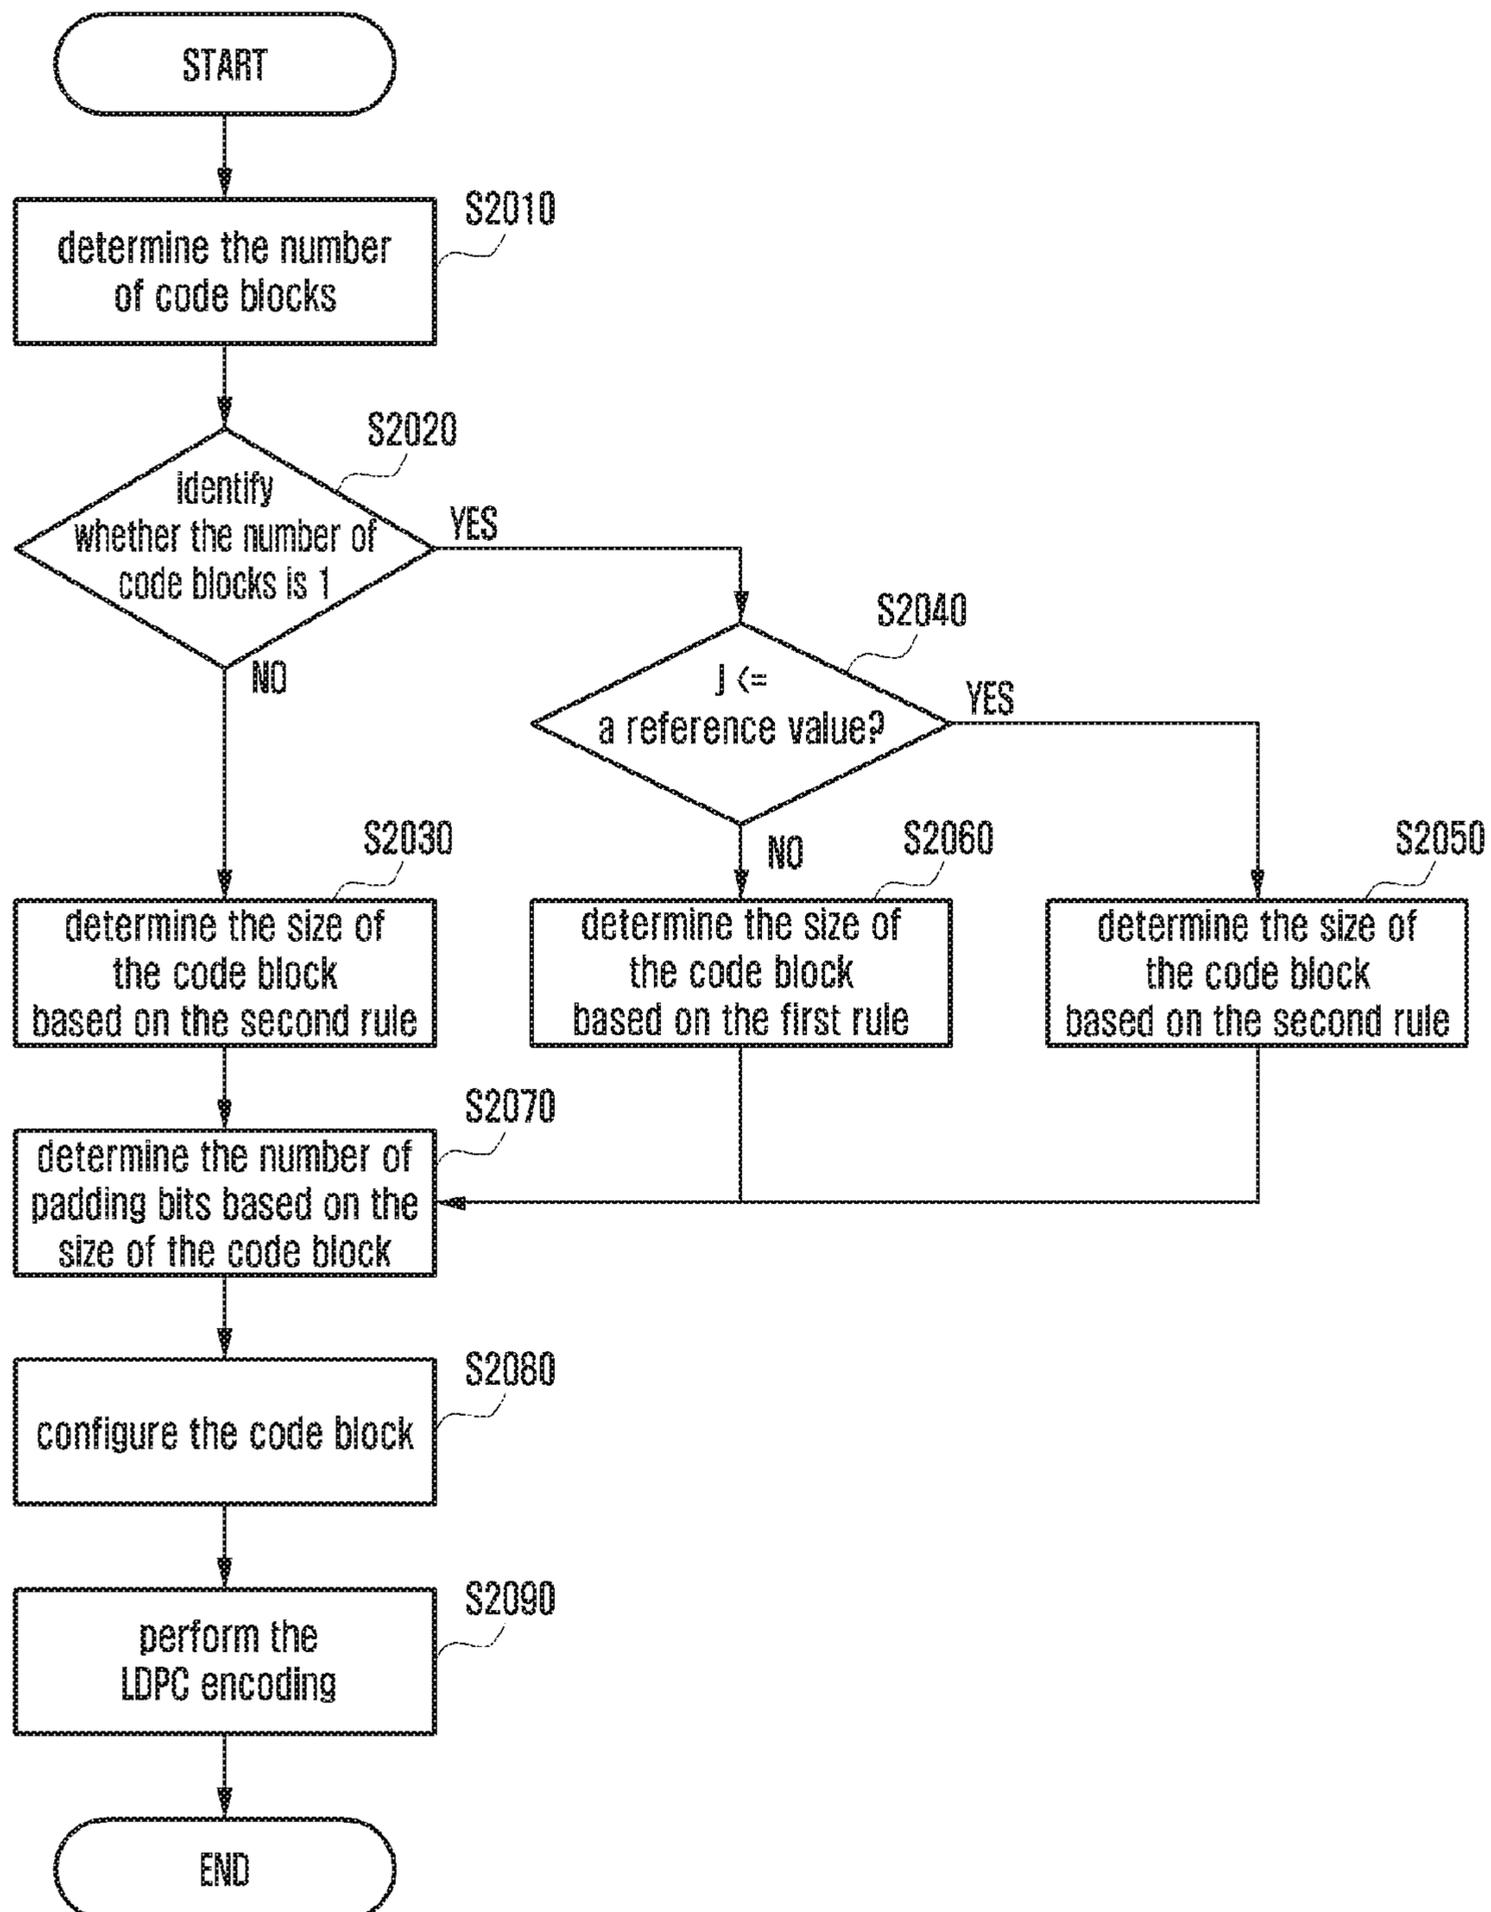 START
S2010
determine the number
of code blocks
S2020
identify
whether the number of
code blocks is 1
YES
NO
S2040
J <=
a reference value?
YES
NO
S2030
determine the size of
the code block
based on the second rule
S2060
determine the size of
the code block
based on the first rule
S2050
determine the size of
the code block
based on the second rule
S2070
determine the number of
padding bits based on the
size of the code block
S2080
configure the code block
S2090
perform the
LDPC encoding
END